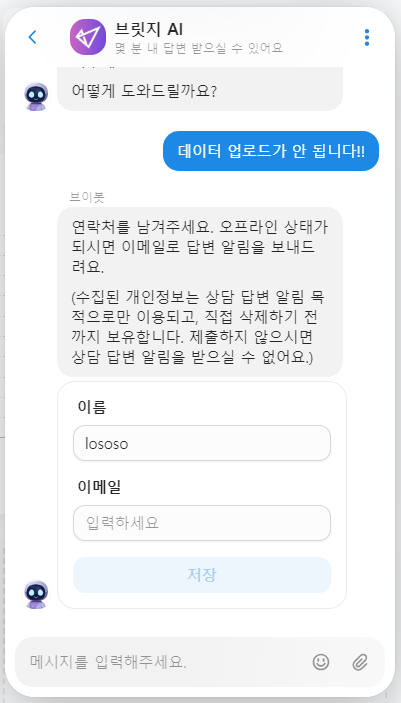 브릿지 AI
몇 분 내 답변 받으실 수 있어요
어떻게 도와드릴까요?
데이터 업로드가 안 됩니다!!
브이봇
연락처를 남겨주세요. 오프라인 상태가
되시면 이메일로 답변 알림을 보내드
려요.
(수집된 개인정보는 상담 답변 알림 목
적으로만 이용되고, 직접 삭제하기 전
까지 보유합니다. 제출하지 않으시면
상담 답변 알림을 받으실 수 없어요.)
이름
lososo
이메일
입력하세요
저장
메시지를 입력해주세요.